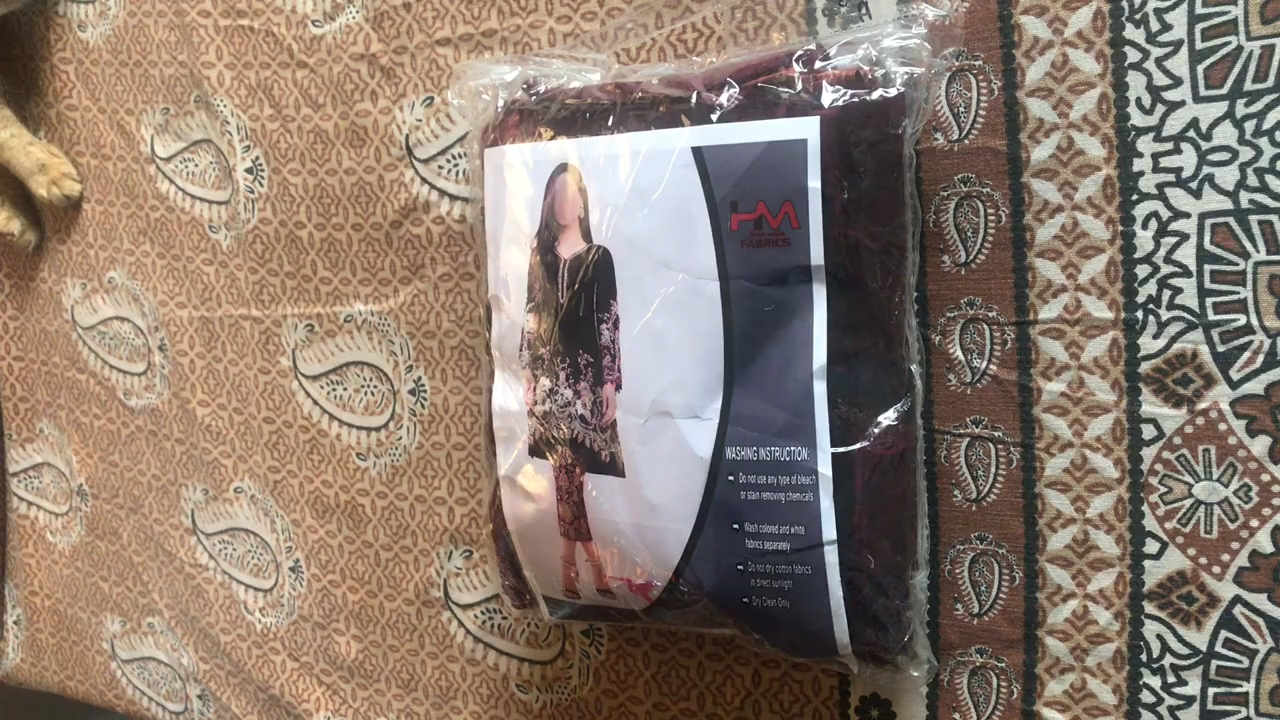 HM
FABRICS
WASHING INSTRUCTION:
Do not use any type of bleach
or stain removing chemicals
Wash colored and white
fabrics separately
Do not dry cotton fabrics
in direct sunlight
Dry Clean Only